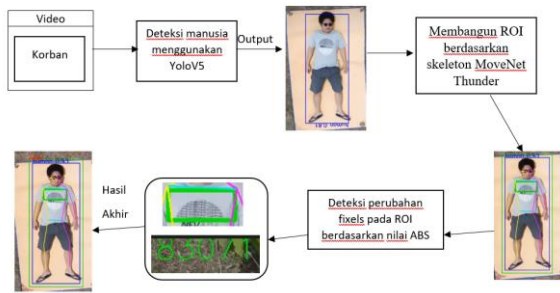 Video
Korban
Deteksi manusia
menggunakan
YoloV5
Output
Membangun ROI
berdasarkan
skeleton MoveNet
Thunder
Deteksi perubahan
fixels pada ROI
berdasarkan nilai ABS
Hasil
Akhir